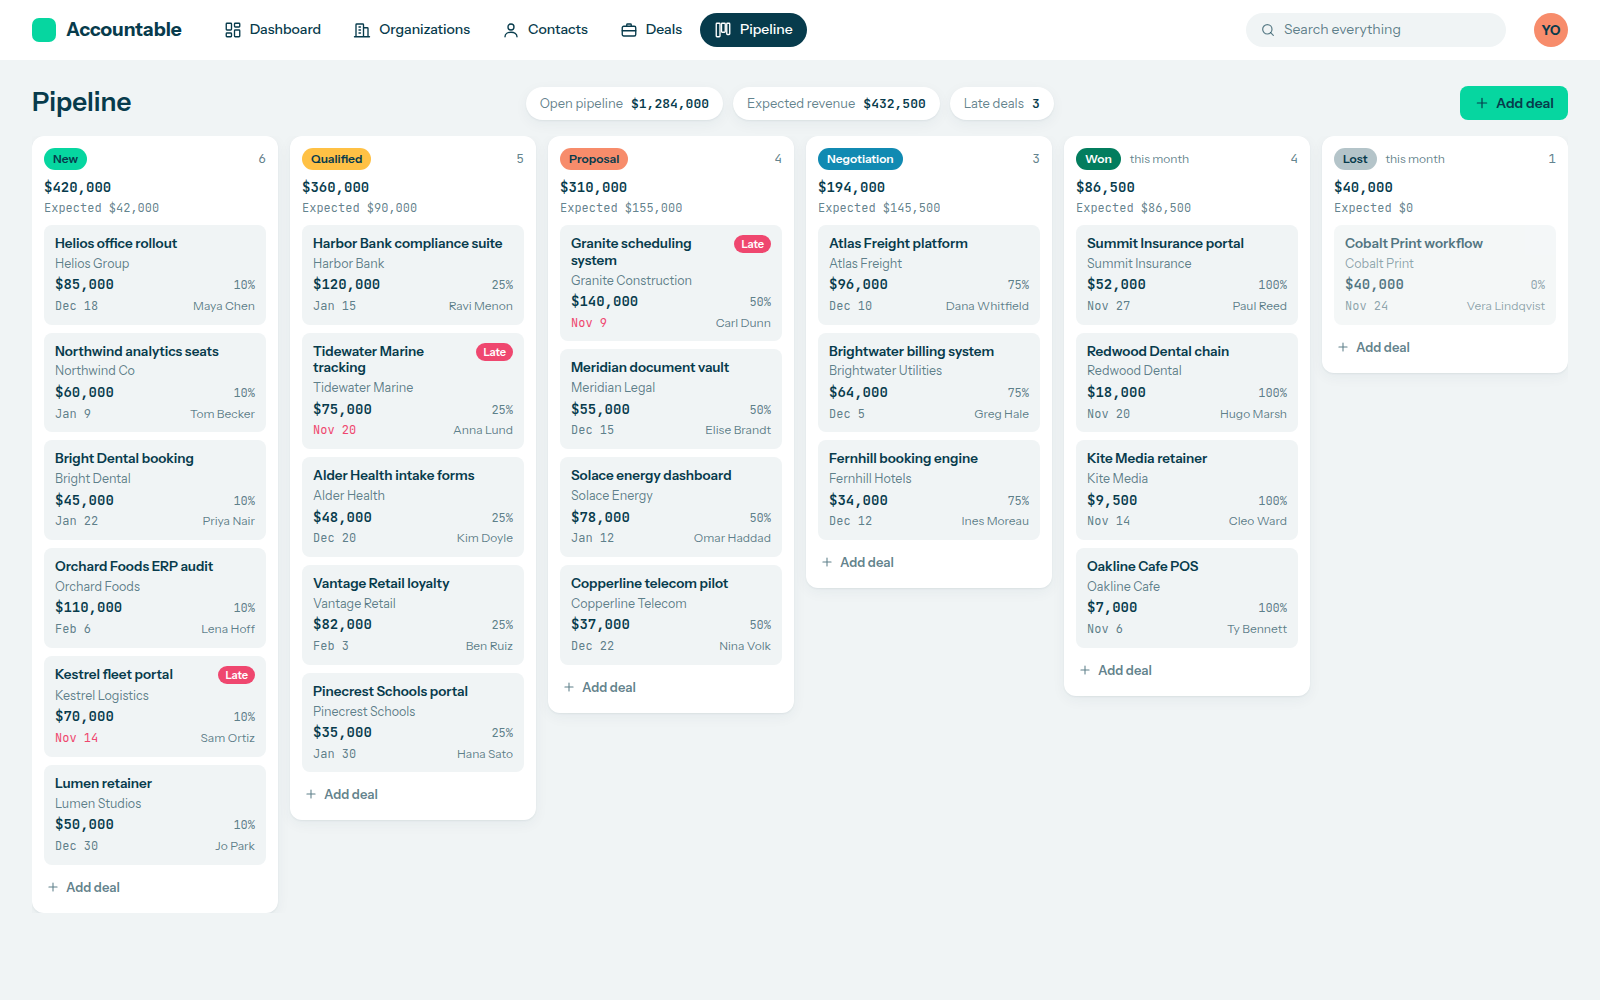 Accountable
Dashboard
Organizations
Contacts
Deals
Pipeline
Search everything
YO
Pipeline
Open pipeline $1,284,000
Expected revenue $432,500
Late deals 3
+ Add deal
New 6
$420,000
Expected $42,000
Helios office rollout
Helios Group
$85,000 10%
Dec 18 Maya Chen
Northwind analytics seats
Northwind Co
$60,000 10%
Jan 9 Tom Becker
Bright Dental booking
Bright Dental
$45,000 10%
Jan 22 Priya Nair
Orchard Foods ERP audit
Orchard Foods
$110,000 10%
Feb 6 Lena Hoff
Kestrel fleet portal Late
Kestrel Logistics
$70,000 10%
Nov 14 Sam Ortiz
Lumen retainer
Lumen Studios
$50,000 10%
Dec 30 Jo Park
+ Add deal
Qualified 5
$360,000
Expected $90,000
Harbor Bank compliance suite
Harbor Bank
$120,000 25%
Jan 15 Ravi Menon
Tidewater Marine Late
tracking
Tidewater Marine
$75,000 25%
Nov 20 Anna Lund
Alder Health intake forms
Alder Health
$48,000 25%
Dec 20 Kim Doyle
Vantage Retail loyalty
Vantage Retail
$82,000 25%
Feb 3 Ben Ruiz
Pinecrest Schools portal
Pinecrest Schools
$35,000 25%
Jan 30 Hana Sato
+ Add deal
Proposal 4
$310,000
Expected $155,000
Granite scheduling Late
system
Granite Construction
$140,000 50%
Nov 9 Carl Dunn
Meridian document vault
Meridian Legal
$55,000 50%
Dec 15 Elise Brandt
Solace energy dashboard
Solace Energy
$78,000 50%
Jan 12 Omar Haddad
Copperline telecom pilot
Copperline Telecom
$37,000 50%
Dec 22 Nina Volk
+ Add deal
Negotiation 3
$194,000
Expected $145,500
Atlas Freight platform
Atlas Freight
$96,000 75%
Dec 10 Dana Whitfield
Brightwater billing system
Brightwater Utilities
$64,000 75%
Dec 5 Greg Hale
Fernhill booking engine
Fernhill Hotels
$34,000 75%
Dec 12 Ines Moreau
+ Add deal
Won this month 4
$86,500
Expected $86,500
Summit Insurance portal
Summit Insurance
$52,000 100%
Nov 27 Paul Reed
Redwood Dental chain
Redwood Dental
$18,000 100%
Nov 20 Hugo Marsh
Kite Media retainer
Kite Media
$9,500 100%
Nov 14 Cleo Ward
Oakline Cafe POS
Oakline Cafe
$7,000 100%
Nov 6 Ty Bennett
+ Add deal
Lost this month 1
$40,000
Expected $0
Cobalt Print workflow
Cobalt Print
$40,000 0%
Nov 24 Vera Lindqvist
+ Add deal